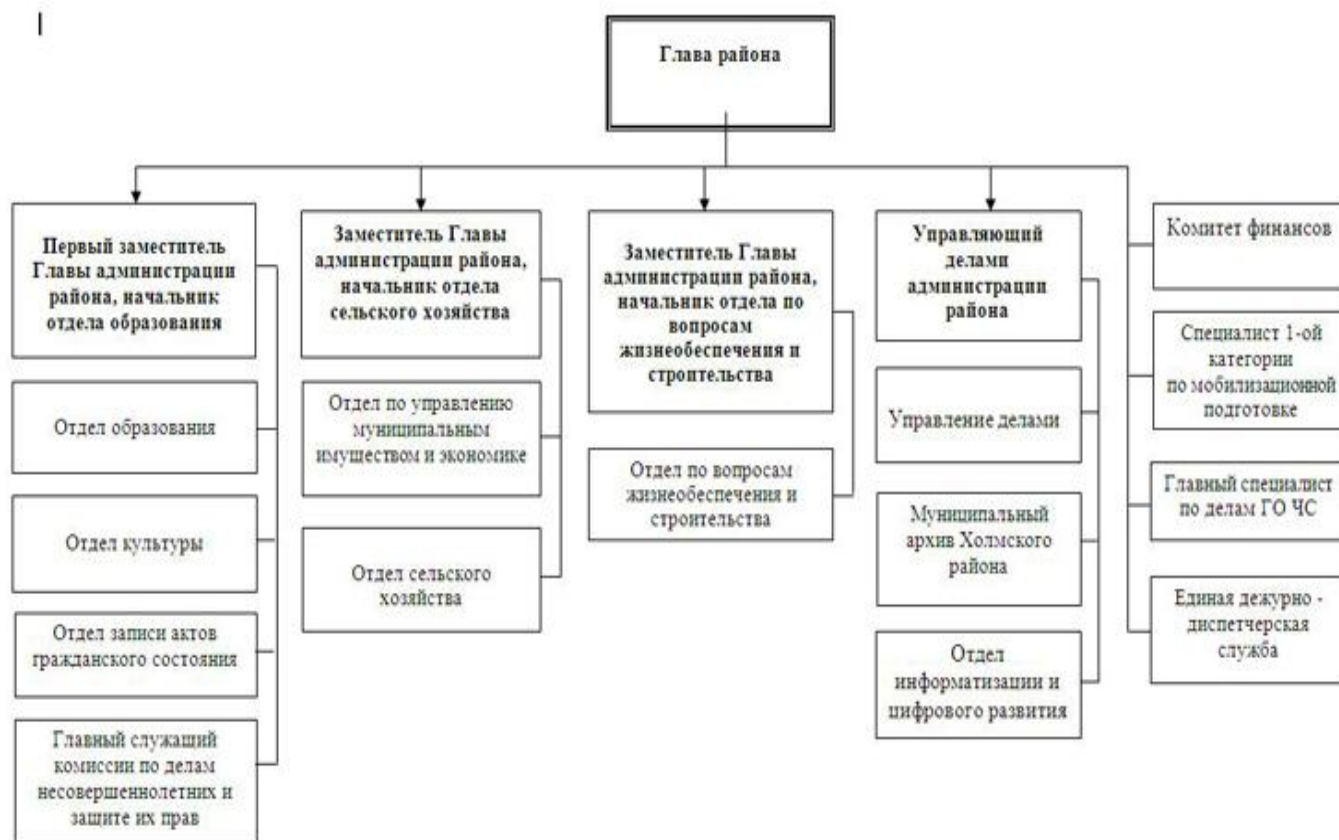 Глава района
Первый заместитель
Главы администрации
района, начальник
отдела образования
Отдел образования
Отдел культуры
Отдел записи актов
гражданского состояния
Главный служащий
комиссии по делам
несовершеннолетних и
защите их прав
Заместитель Главы
администрации района,
начальник отдела
сельского хозяйства
Отдел по управлению
муниципальным
имуществом и экономике
Отдел сельского
хозяйства
Заместитель Главы
администрации района,
начальник отдела по
вопросам
жизнеобеспечения и
строительства
Отдел по вопросам
жизнеобеспечения и
строительства
Управляющий
делами
администрации
района
Управление делами
Муниципальный
архив Холмского
района
Отдел
информатизации и
цифрового развития
Комитет финансов
Специалист 1-ой
категории
по мобилизационной
подготовке
Главный специалист
по делам ГО ЧС
Единая дежурно -
диспетчерская
служба